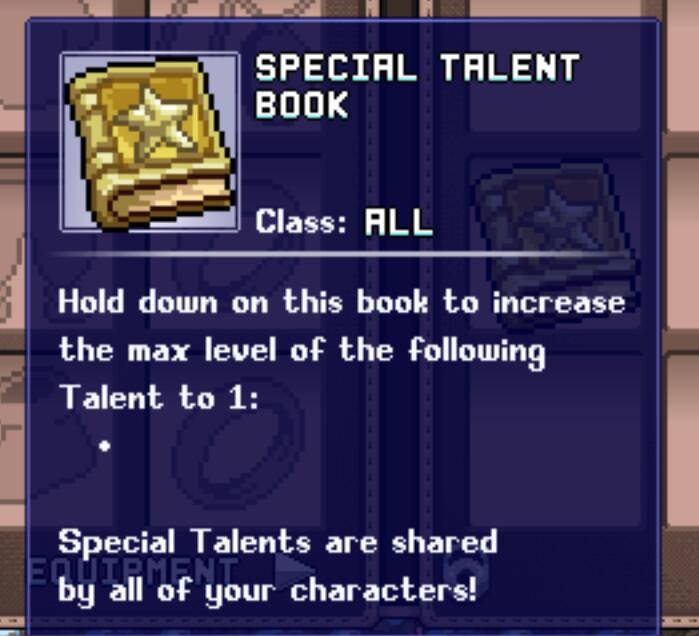 SPECIAL TALENT
BOOK
Class: ALL
Hold down on this book to increase
the max level of the following
Talent to 1:
•
Special Talents are shared
EQUIPMENT
by all of your characters!